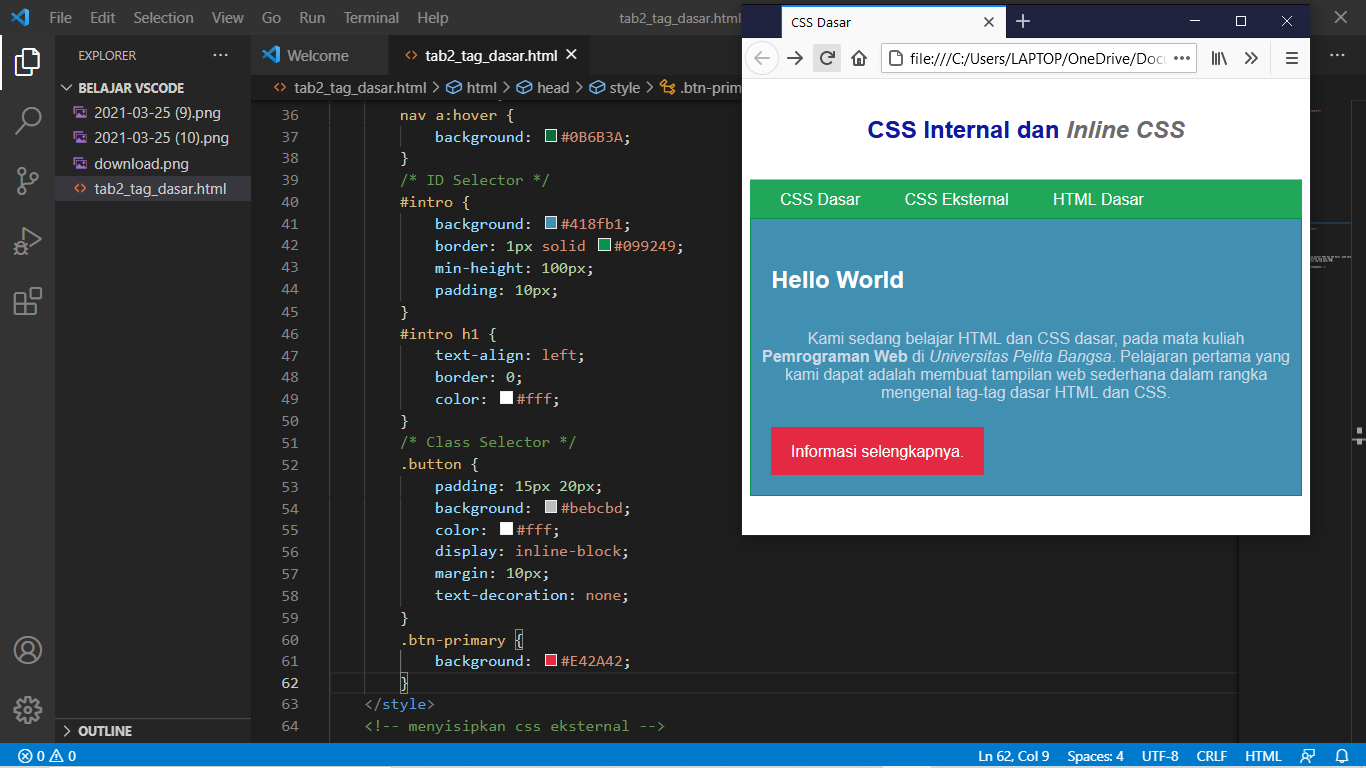 File Edit Selection View Go Run Terminal Help
tab2_tag_dasar.html
EXPLORER
BELAJAR VSCODE
2021-03-25 (9).png
2021-03-25 (10).png
download.png
tab2_tag_dasar.html
OUTLINE
Welcome
tab2_tag_dasar.html
tab2_tag_dasar.html > html > head > style > .btn-prim
36 nav a:hover {
37 background: #0B6B3A;
38 }
39 /* ID Selector */
40 #intro {
41 background: #418fb1;
42 border: 1px solid #099249;
43 min-height: 100px;
44 padding: 10px;
45 }
46 #intro h1 {
47 text-align: left;
48 border: 0;
49 color: #fff;
50 }
51 /* Class Selector */
52 .button {
53 padding: 15px 20px;
54 background: #bebcbd;
55 color: #fff;
56 display: inline-block;
57 margin: 10px;
58 text-decoration: none;
59 }
60 .btn-primary {
61 background: #E42A42;
62 }
63 </style>
64 <!-- menyisipkan css eksternal -->
CSS Dasar
file:///C:/Users/LAPTOP/OneDrive/Docu
CSS Internal dan Inline CSS
CSS Dasar CSS Eksternal HTML Dasar
Hello World
Kami sedang belajar HTML dan CSS dasar, pada mata kuliah
Pemrograman Web di Universitas Pelita Bangsa. Pelajaran pertama yang
kami dapat adalah membuat tampilan web sederhana dalam rangka
mengenal tag-tag dasar HTML dan CSS.
Informasi selengkapnya.
0 0
Ln 62, Col 9 Spaces: 4 UTF-8 CRLF HTML